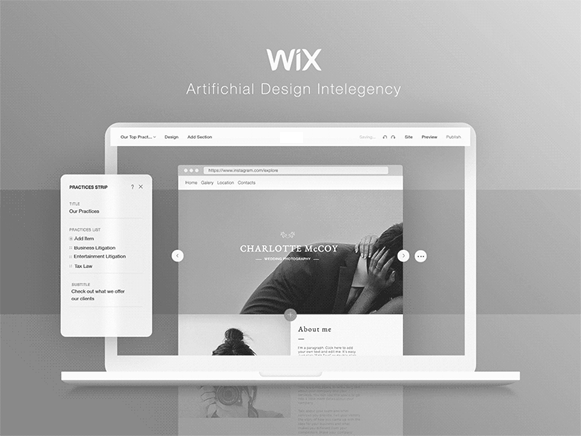 WiX
Artifichial Design Intelegency
Our Top Pract...
Design
Add Section
Saving...
Site
Preview
Publish
https://www.instagram.com/explore
Home Galery Location Contacts
PRACTICES STRIP ? ×
TITLE
Our Practices
PRACTICES LIST
Add Item
Business Litigation
Entertainment Litigation
Tax Law
SUBTITLE
Check out what we offer
our clients
CHARLOTTE McCOY
WEDDING PHOTOGRAPHY
About me
I'm a paragraph. Click here to add
your own text and edit me. It's easy.